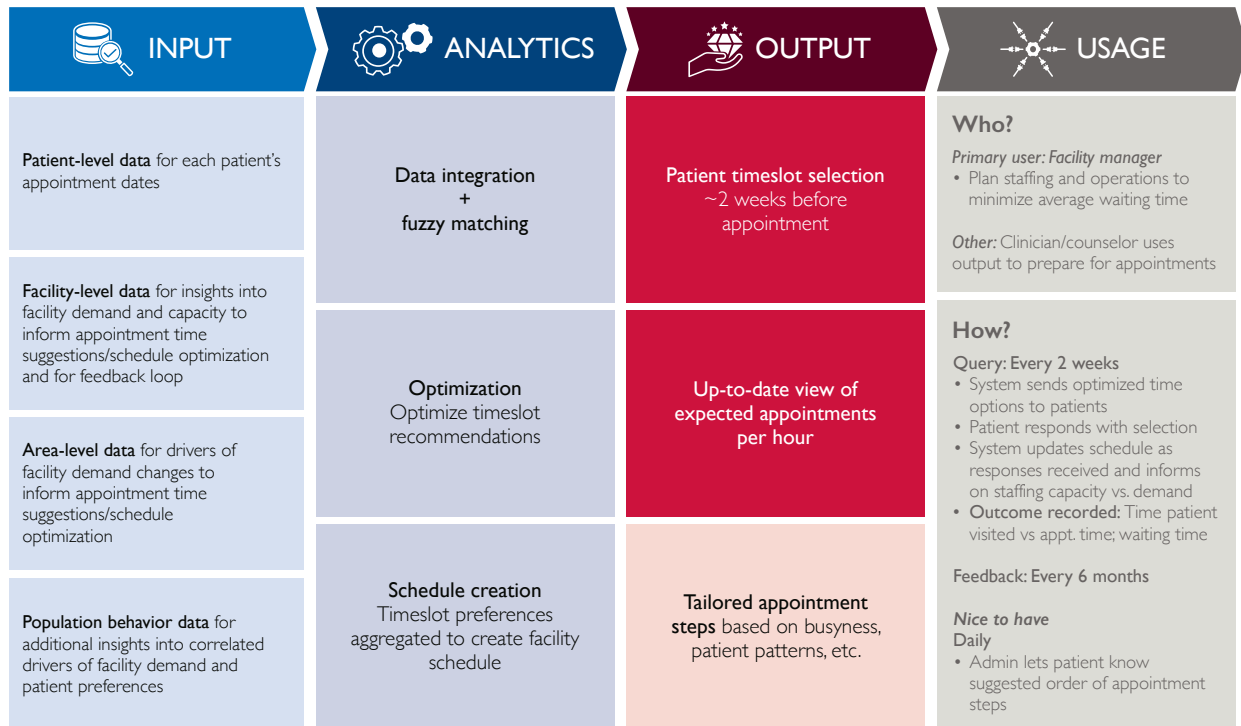 INPUT
ANALYTICS
OUTPUT
USAGE
Patient-level data for each patient's
appointment dates
Facility-level data for insights into
facility demand and capacity to
inform appointment time
suggestions/schedule optimization
and for feedback loop
Area-level data for drivers of
facility demand changes to
inform appointment time
suggestions/schedule
optimization
Population behavior data for
additional insights into correlated
drivers of facility demand and
patient preferences
Data integration
+
fuzzy matching
Optimization
Optimize timeslot
recommendations
Schedule creation
Timeslot preferences
aggregated to create facility
schedule
Patient timeslot selection
~2 weeks before
appointment
Up-to-date view of
expected appointments
per hour
Tailored appointment
steps based on busyness,
patient patterns, etc.
Who?
Primary user: Facility manager
• Plan staffing and operations to
minimize average waiting time
Other: Clinician/counselor uses
output to prepare for appointments
How?
Query: Every 2 weeks
• System sends optimized time
options to patients
• Patient responds with selection
• System updates schedule as
responses received and informs
on staffing capacity vs. demand
• Outcome recorded: Time patient
visited vs appt. time; waiting time
Feedback: Every 6 months
Nice to have
Daily
• Admin lets patient know
suggested order of appointment
steps